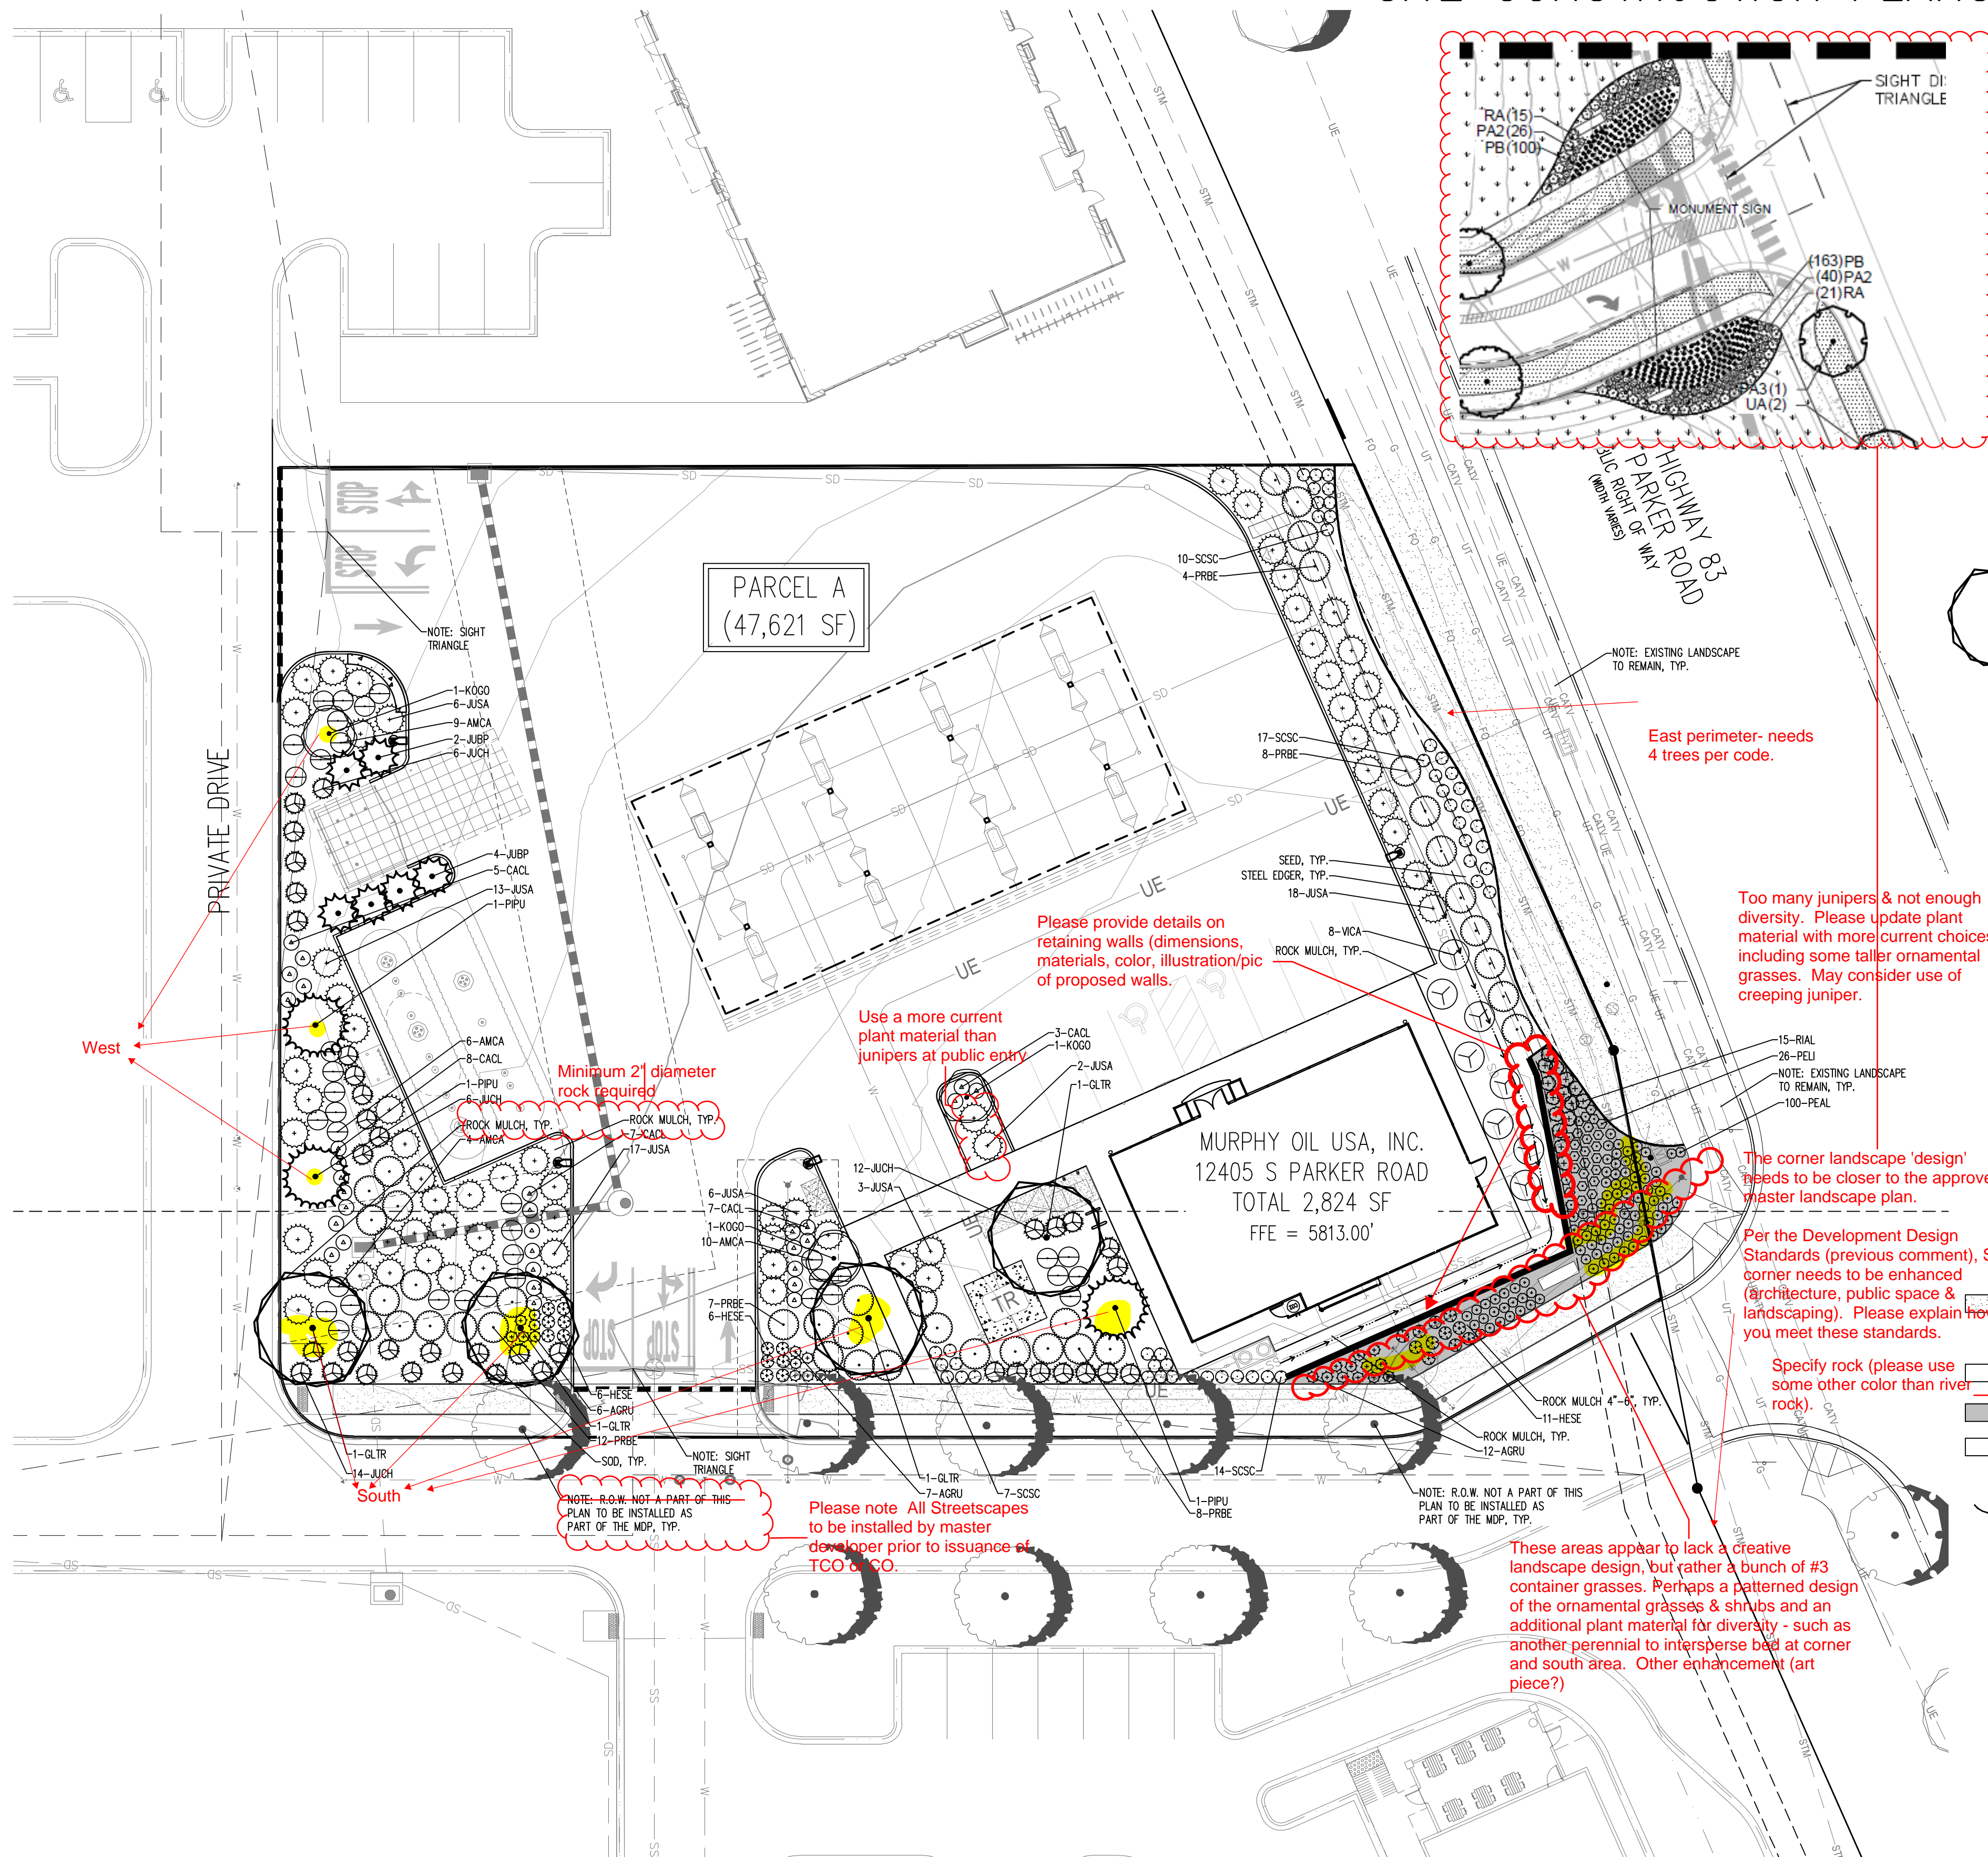 SIGHT DI
TRIANGLE
RA(15)
PA2(26)
PB(100)
MONUMENT SIGN
W
(163)PB
(40)PA2
(21)RA
PA3(1)
UA(2)
HIGHWAY 83
PARKER ROAD
BLIC RIGHT OF WAY
(WIDTH VARIES)
STOP
STOP
NOTE: SIGHT
TRIANGLE
PARCEL A
(47,621 SF)
10-SCSC
4-PRBE
NOTE: EXISTING LANDSCAPE
TO REMAIN, TYP.
East perimeter- needs
4 trees per code.
PRIVATE DRIVE
1-KOGO
6-JUSA
9-AMCA
2-JUBP
6-JUCH
17-SCSC
8-PRBE
4-JUBP
5-CACL
13-JUSA
1-PIPU
SEED, TYP.
STEEL EDGER, TYP.
18-JUSA
8-VICA
ROCK MULCH, TYP.
Too many junipers & not enough
diversity. Please update plant
material with more current choices
including some taller ornamental
grasses. May consider use of
creeping juniper.
Please provide details on
retaining walls (dimensions,
materials, color, illustration/pic
of proposed walls.
Use a more current
plant material than
junipers at public entry
3-CACL
1-KOGO
2-JUSA
1-GLTR
West
6-AMCA
8-CACL
1-PIPU
6-JUCH
ROCK MULCH, TYP.
4-AMCA
Minimum 2" diameter
rock required
ROCK MULCH, TYP.
7-CACL
17-JUSA
15-RIAL
26-PELI
NOTE: EXISTING LANDSCAPE
TO REMAIN, TYP.
100-PEAL
MURPHY OIL USA, INC.
12405 S PARKER ROAD
TOTAL 2,824 SF
FFE = 5813.00'
12-JUCH
3-JUSA
6-JUSA
7-CACL
1-KOGO
10-AMCA
7-PRBE
6-HESE
TR
UE
UE
UE
UE
UE
The corner landscape 'design'
needs to be closer to the approve
master landscape plan.
Per the Development Design
Standards (previous comment), S
corner needs to be enhanced
(architecture, public space &
landscaping). Please explain how
you meet these standards.
Specify rock (please use
some other color than river
rock).
STOP
STOP
6-HESE
6-AGRU
1-GLTR
12-PRBE
SOD, TYP.
NOTE: SIGHT
TRIANGLE
1-GLTR
14-JUCH
South
NOTE: R.O.W. NOT A PART OF THIS
PLAN TO BE INSTALLED AS
PART OF THE MDP, TYP.
Please note All Streetscapes
to be installed by master
developer prior to issuance of
TCO or CO.
1-GLTR
7-AGRU
7-SCSC
14-SCSC
1-PIPU
8-PRBE
ROCK MULCH 4"-6", TYP.
11-HESE
ROCK MULCH, TYP.
12-AGRU
NOTE: R.O.W. NOT A PART OF THIS
PLAN TO BE INSTALLED AS
PART OF THE MDP, TYP.
These areas appear to lack a creative
landscape design, but rather a bunch of #3
container grasses. Perhaps a patterned design
of the ornamental grasses & shrubs and an
additional plant material for diversity - such as
another perennial to intersperse bed at corner
and south area. Other enhancement (art
piece?)